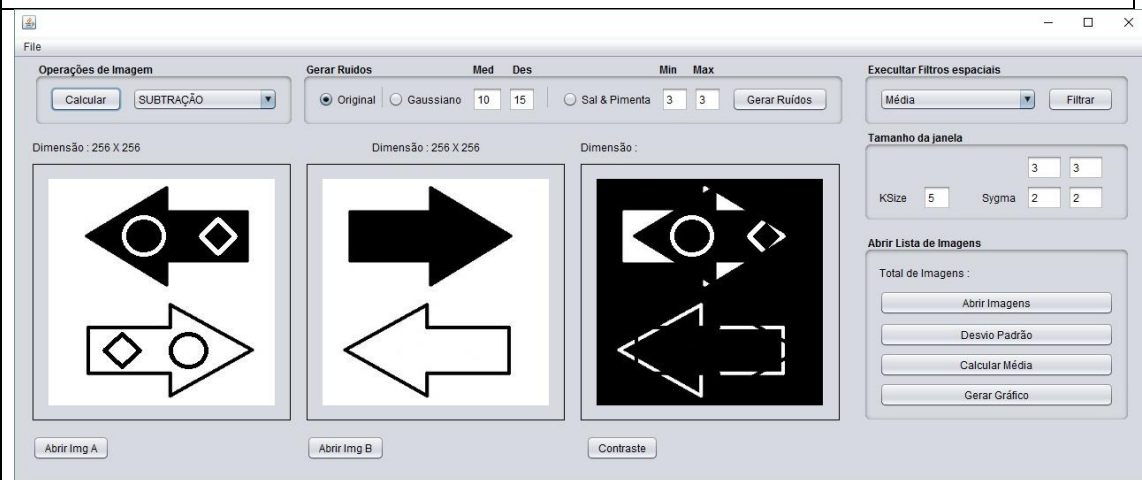 File
Operações de Imagem
Calcular SUBTRAÇÃO
Gerar Ruidos Med Des Min Max
Original Gaussiano 10 15 Sal & Pimenta 3 3 Gerar Ruídos
Execultar Filtros espaciais
Média Filtrar
Tamanho da janela
3 3
KSize 5 Sygma 2 2
Dimensão : 256 X 256
Dimensão : 256 X 256
Dimensão :
Abrir Lista de Imagens
Total de Imagens :
Abrir Imagens
Desvio Padrão
Calcular Média
Gerar Gráfico
Abrir Img A
Abrir Img B
Contraste